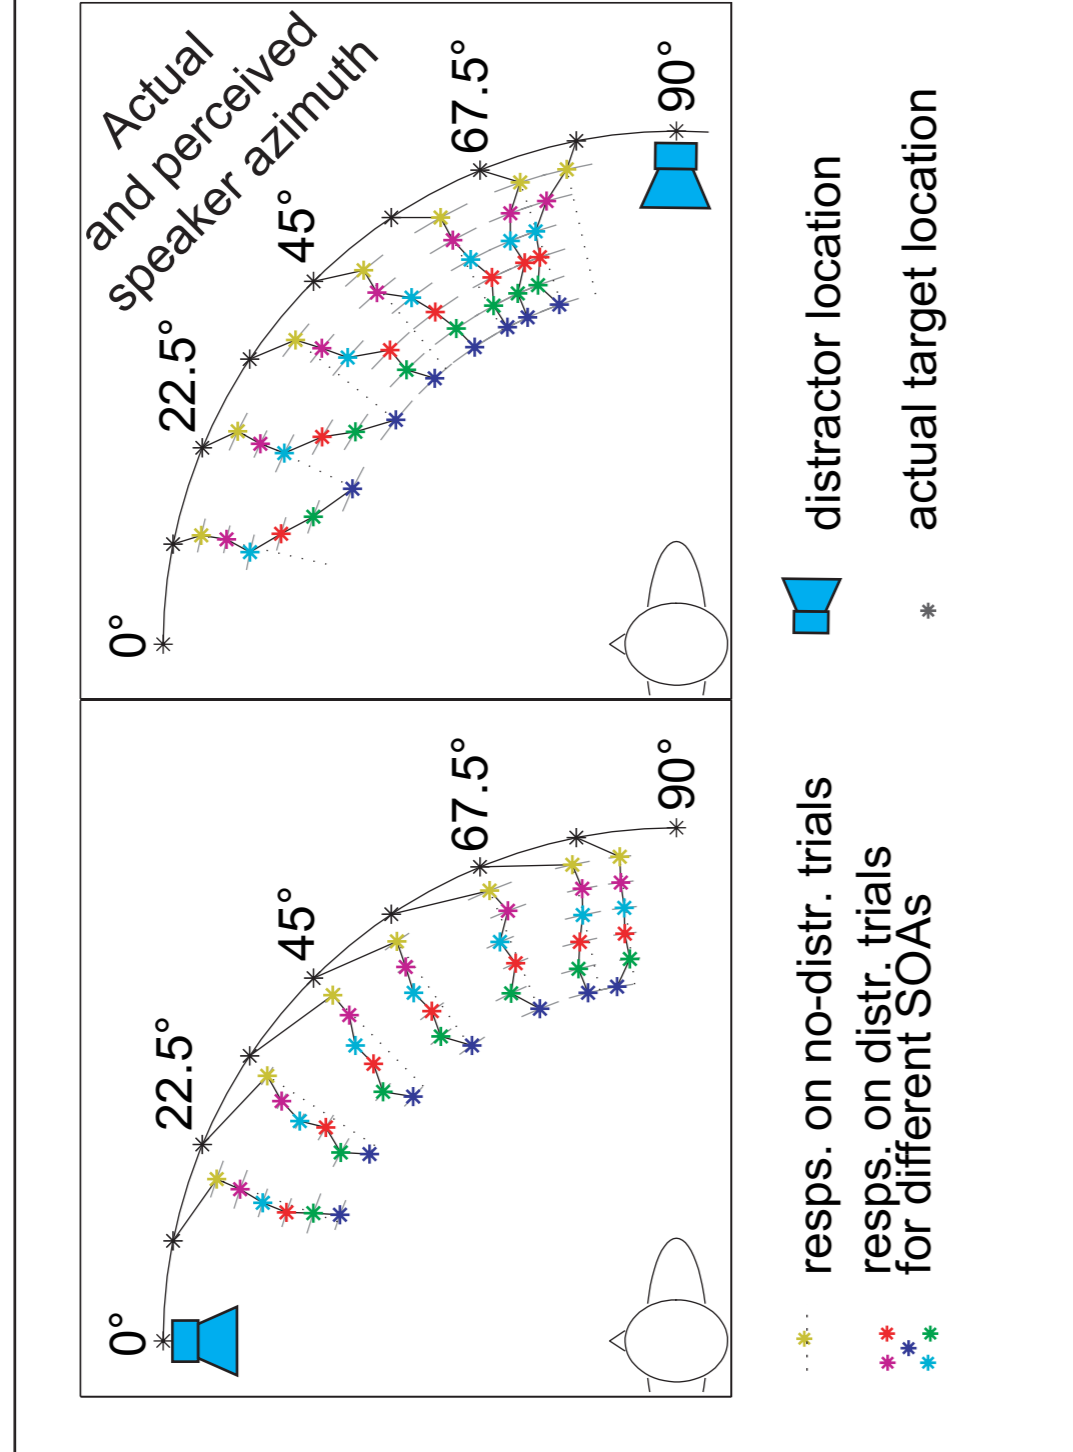 Actual
and perceived
speaker azimuth
0°
22.5°
45°
67.5°
90°
0°
22.5°
45°
67.5°
90°
resps. on no-distr. trials
resps. on distr. trials
for different SOAs
distractor location
actual target location